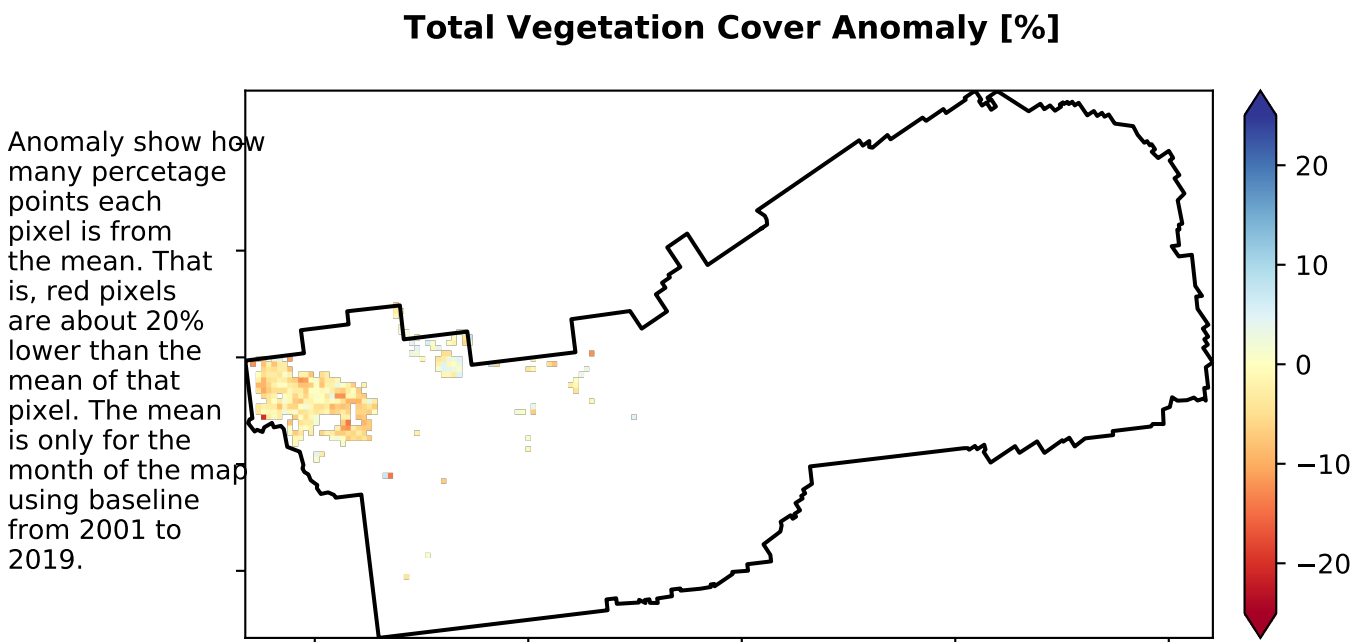 Total Vegetation Cover Anomaly [%]
Anomaly show how
many percetage
points each
pixel is from
the mean. That
is, red pixels
are about 20%
lower than the
mean of that
pixel. The mean
is only for the
month of the map
using baseline
from 2001 to
2019.
20
10
0
−10
−20